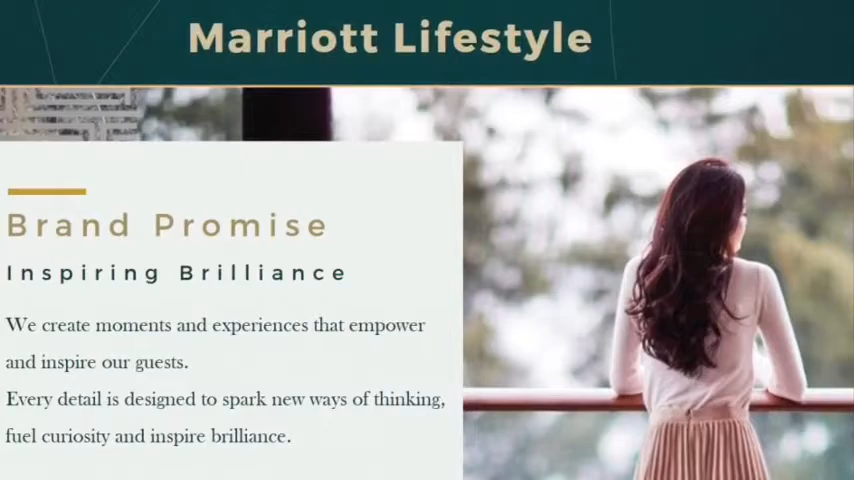 Marriott Lifestyle
Brand Promise
Inspiring Brilliance
We create moments and experiences that empower
and inspire our guests.
Every detail is designed to spark new ways of thinking,
fuel curiosity and inspire brilliance.